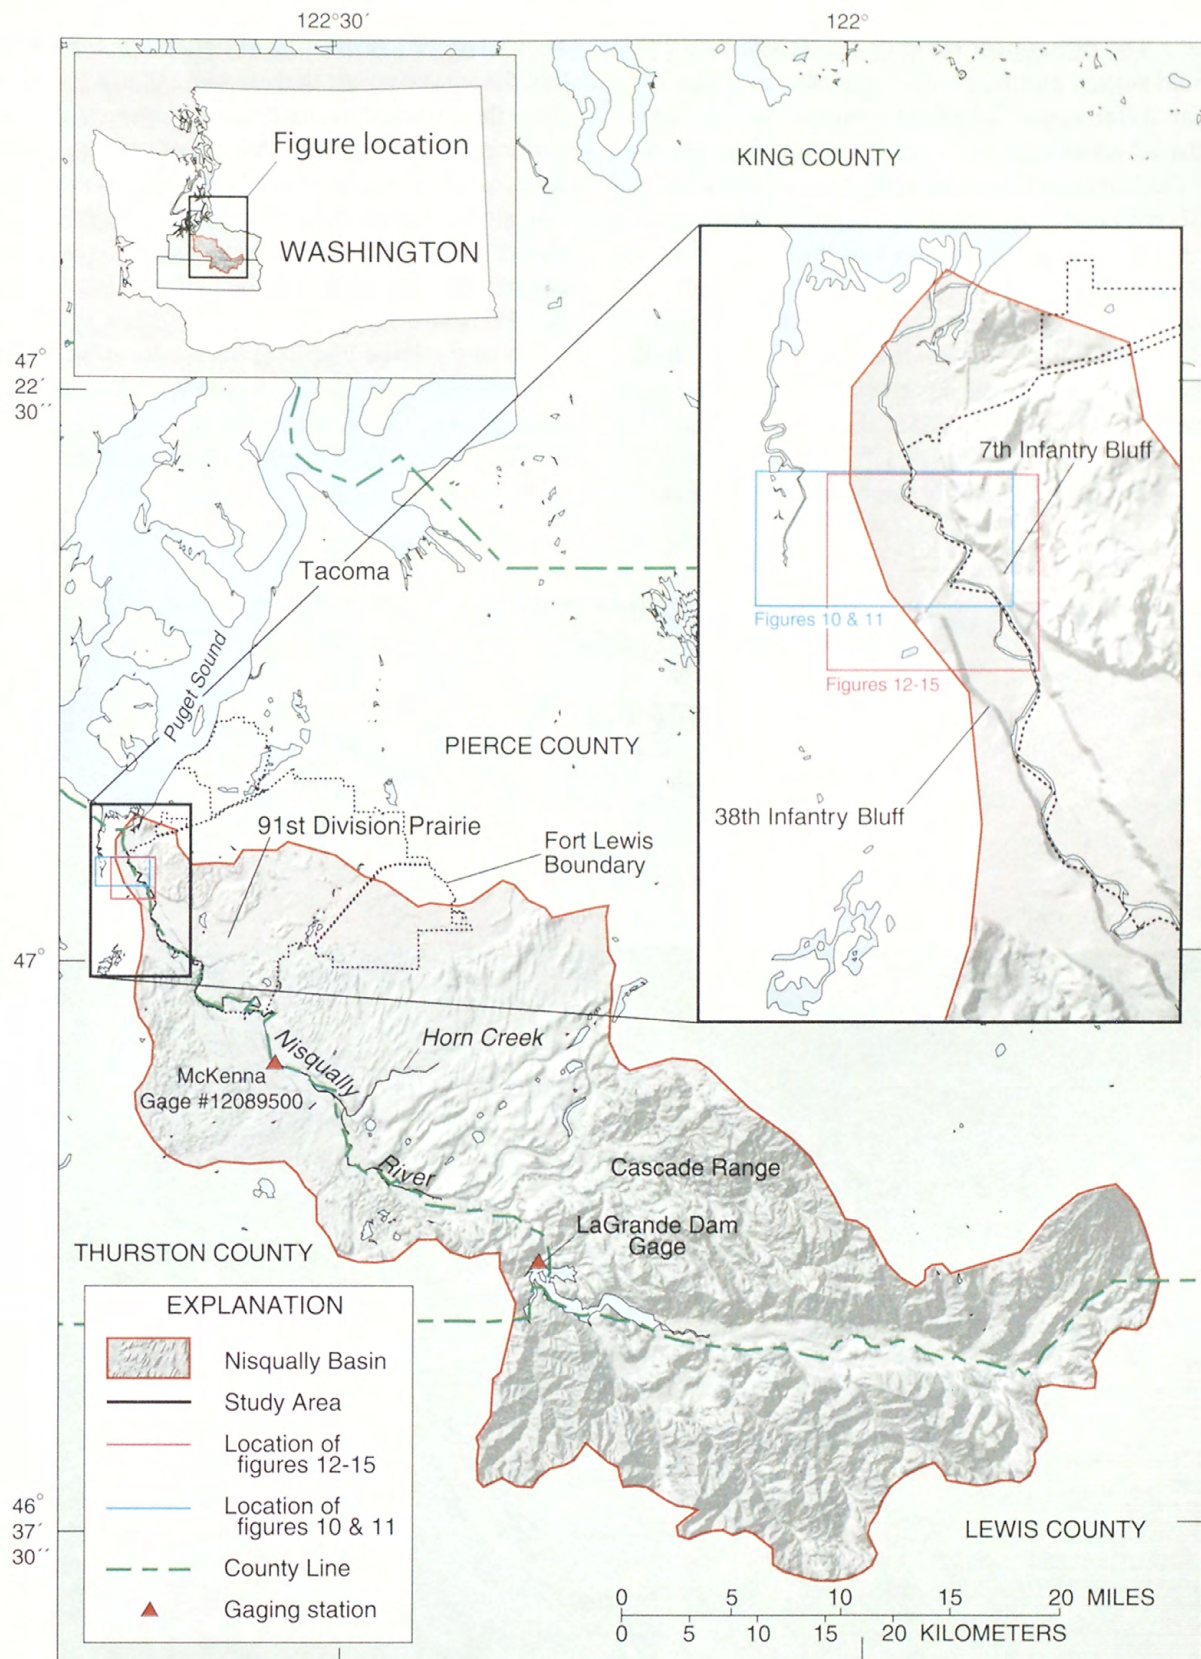 122°30´
122°
Figure location
WASHINGTON
KING COUNTY
47°
22´
30´´
7th Infantry Bluff
Figures 10 & 11
Figures 12-15
38th Infantry Bluff
Tacoma
Puget Sound
PIERCE COUNTY
91st Division Prairie
Fort Lewis
Boundary
47°
Nisqually
River
Horn Creek
McKenna
Gage #12089500
Cascade Range
LaGrande Dam
Gage
THURSTON COUNTY
EXPLANATION
Nisqually Basin
Study Area
Location of
figures 12-15
Location of
figures 10 & 11
County Line
Gaging station
46°
37´
30´´
LEWIS COUNTY
0 5 10 15 20 MILES
0 5 10 15 20 KILOMETERS